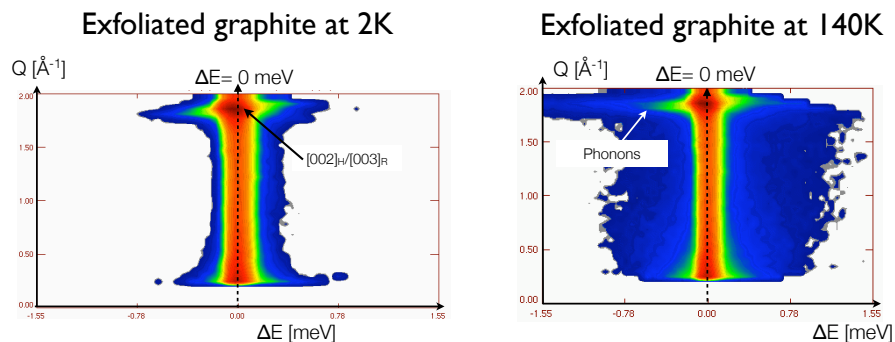 Exfoliated graphite at 2K
Q [Å⁻¹]
ΔE= 0 meV
2.00
1.50
1.00
0.50
0.00
[002]H/[003]R
-1.55
-0.78
0.00
0.78
1.55
ΔE [meV]
Exfoliated graphite at 140K
Q [Å⁻¹]
ΔE= 0 meV
2.00
1.50
1.00
0.50
0.00
Phonons
-1.55
-0.78
0.00
0.78
1.55
ΔE [meV]